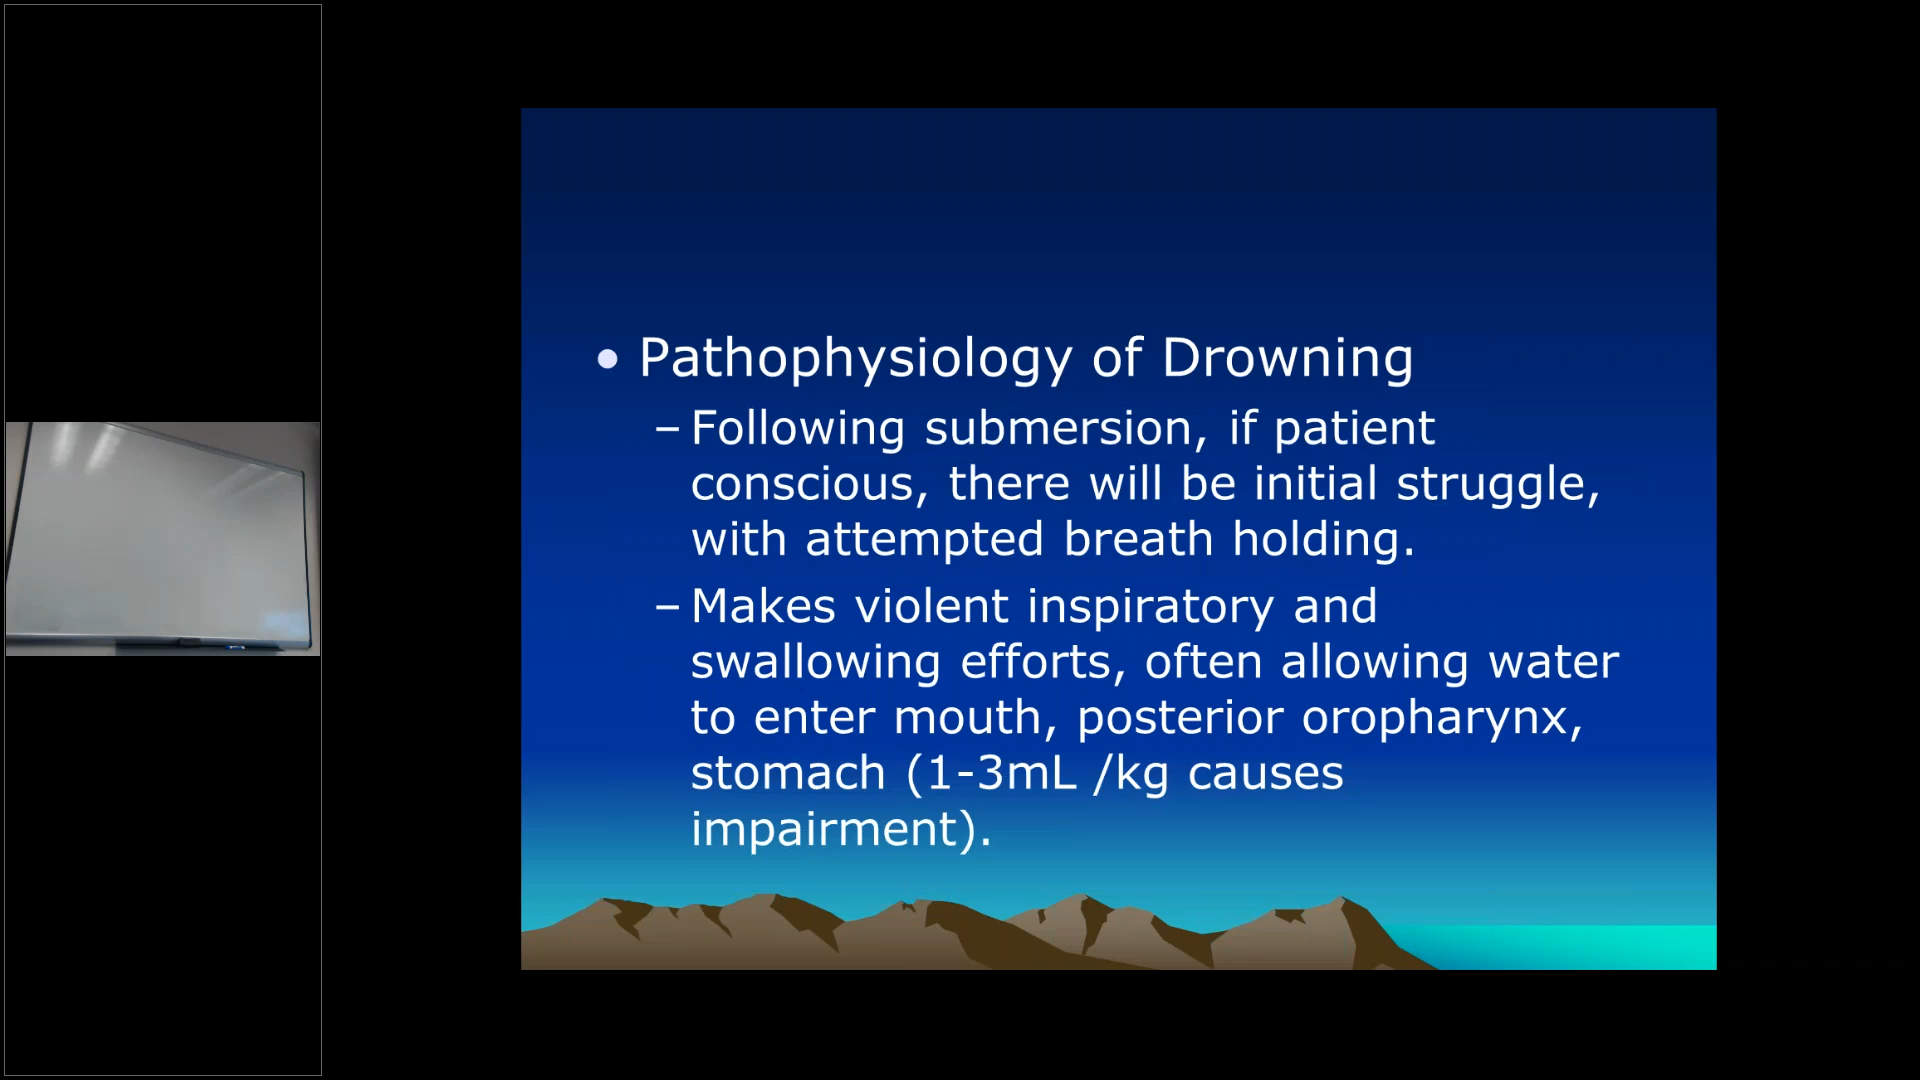 • Pathophysiology of Drowning
– Following submersion, if patient
conscious, there will be initial struggle,
with attempted breath holding.
– Makes violent inspiratory and
swallowing efforts, often allowing water
to enter mouth, posterior oropharynx,
stomach (1-3mL /kg causes
impairment).